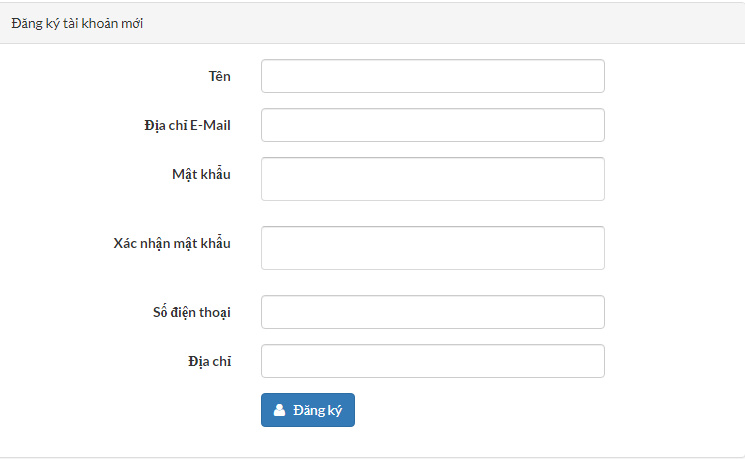 Đăng ký tài khoản mới
Tên
Địa chỉ E-Mail
Mật khẩu
Xác nhận mật khẩu
Số điện thoại
Địa chỉ
Đăng ký